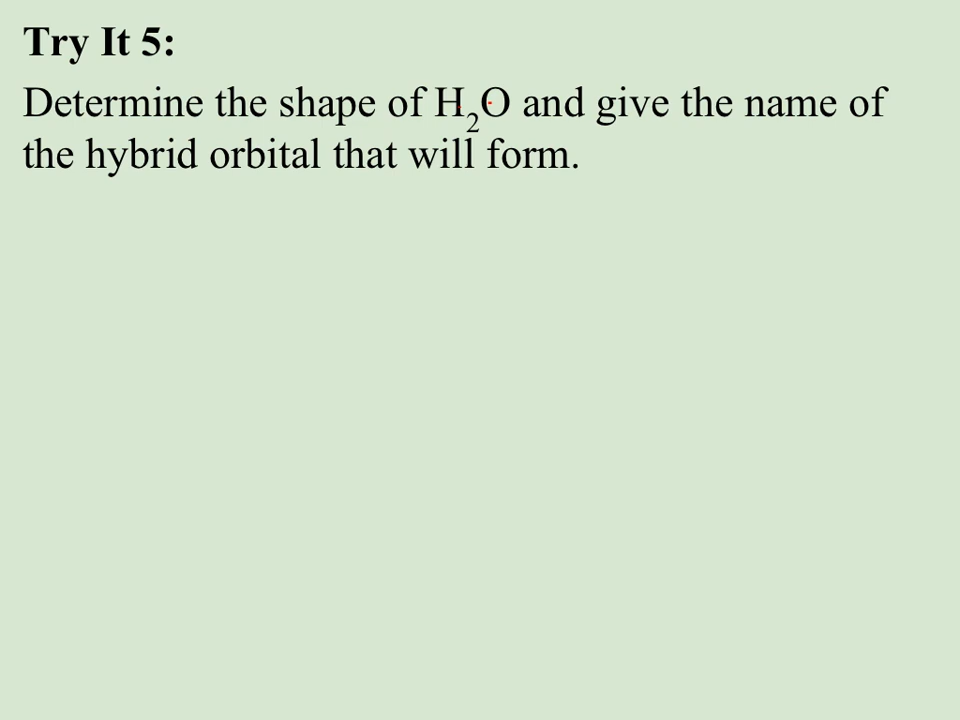 Try It 5:
Determine the shape of H₂O and give the name of
the hybrid orbital that will form.